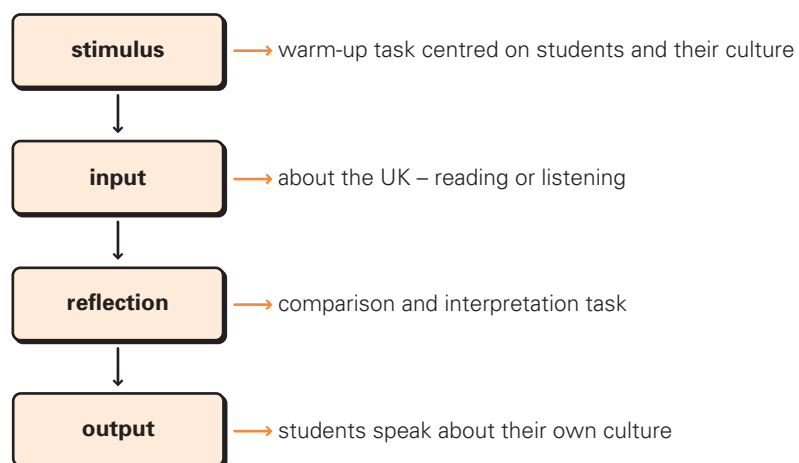 stimulus
warm-up task centred on students and their culture
input
about the UK – reading or listening
reflection
comparison and interpretation task
output
students speak about their own culture